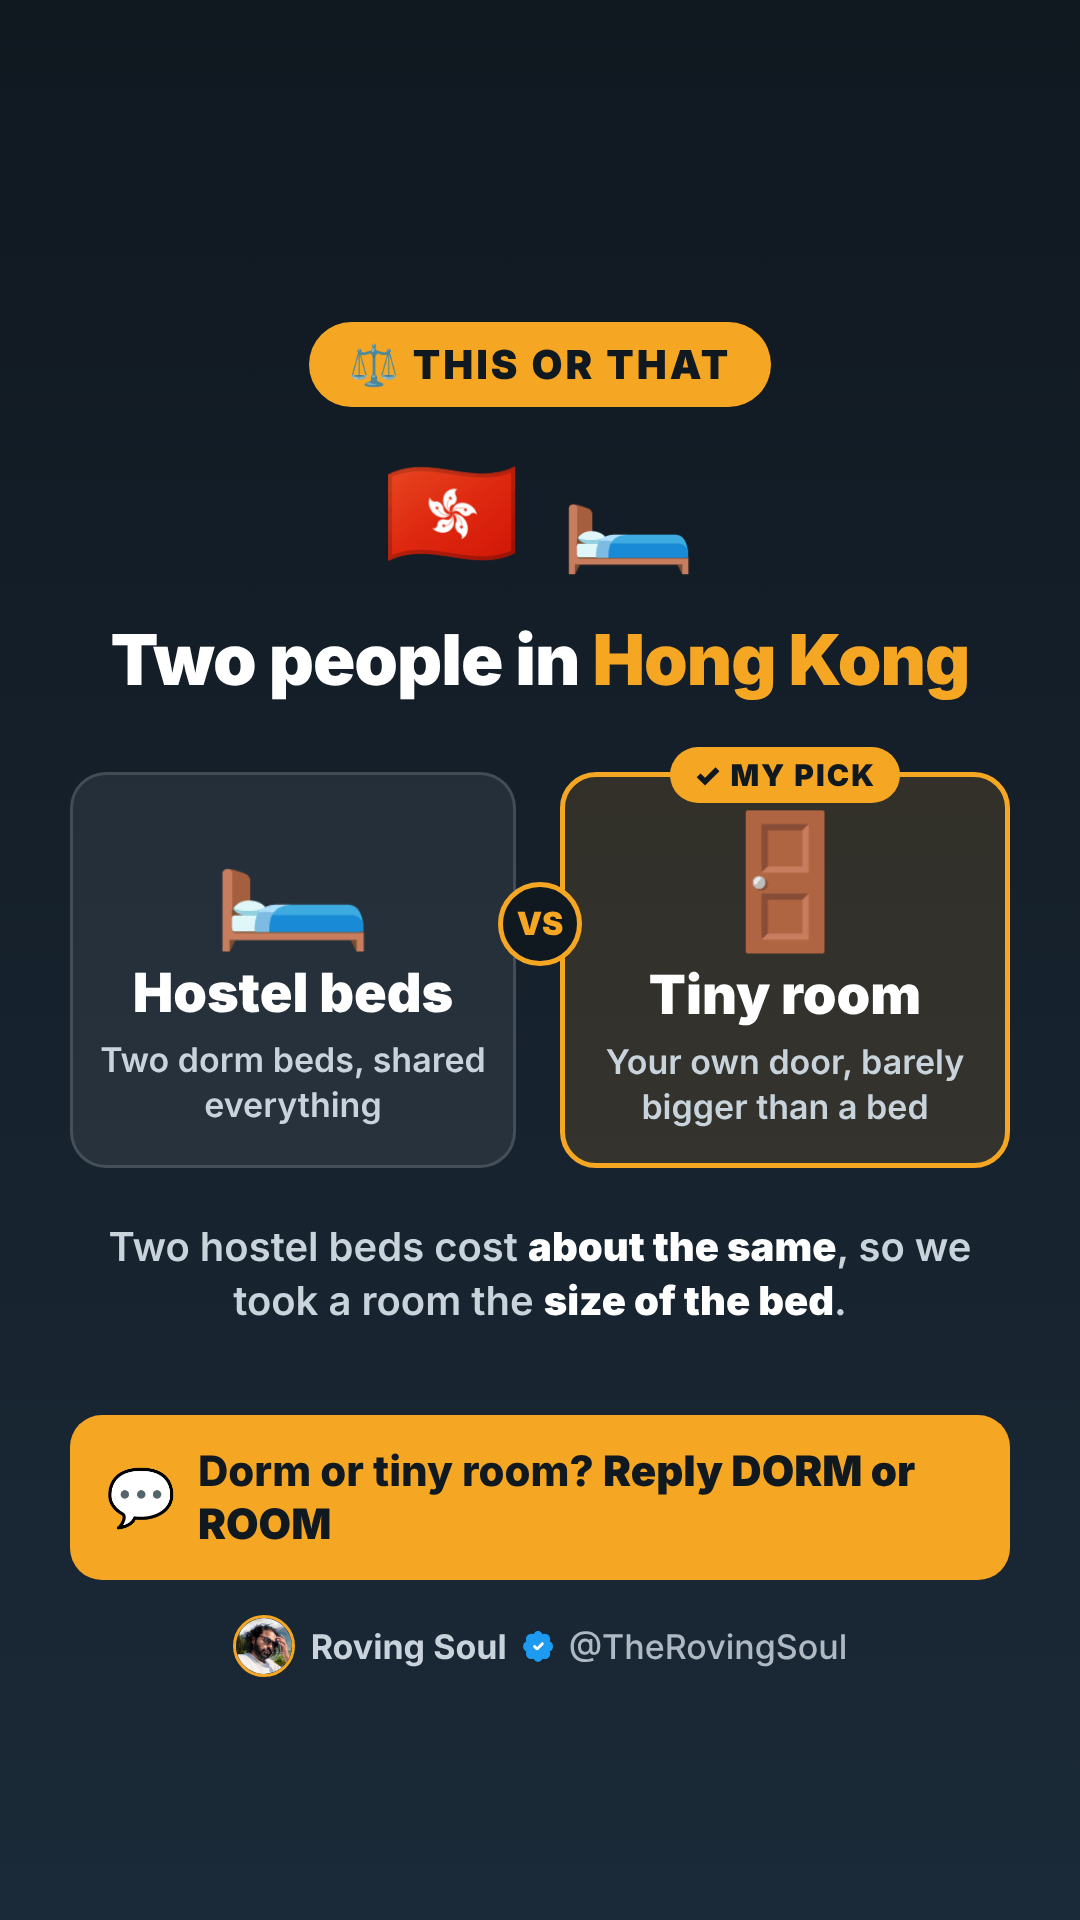 ⚖️ THIS OR THAT
Two people in Hong Kong
✔ MY PICK
Hostel beds
Two dorm beds, shared
everything
VS
Tiny room
Your own door, barely
bigger than a bed
Two hostel beds cost about the same, so we
took a room the size of the bed.
Dorm or tiny room? Reply DORM or
ROOM
Roving Soul @TheRovingSoul